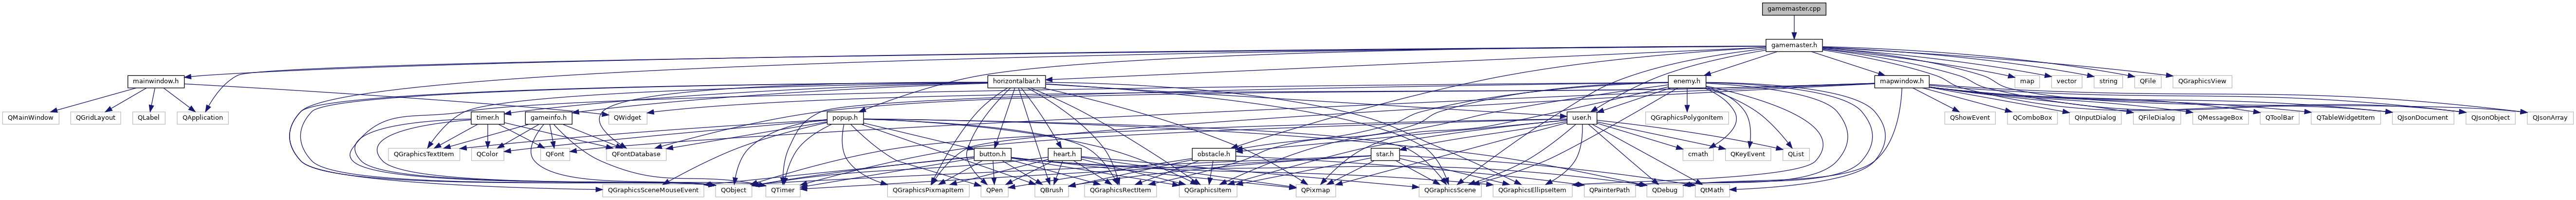 gamemaster.cpp
gamemaster.h
mainwindow.h
horizontalbar.h
enemy.h
mapwindow.h
map
vector
string
QFile
QGraphicsView
QMainWindow
QGridLayout
QLabel
QApplication
timer.h
gameinfo.h
QWidget
popup.h
QGraphicsPolygonItem
user.h
QShowEvent
QComboBox
QInputDialog
QFileDialog
QMessageBox
QToolBar
QTableWidgetItem
QJsonDocument
QJsonObject
QJsonArray
QGraphicsTextItem
QColor
QFont
QFontDatabase
button.h
heart.h
obstacle.h
star.h
cmath
QKeyEvent
QList
QGraphicsSceneMouseEvent
QObject
QTimer
QGraphicsPixmapItem
QPen
QBrush
QGraphicsRectItem
QGraphicsItem
QPixmap
QGraphicsScene
QGraphicsEllipseItem
QPainterPath
QDebug
QtMath